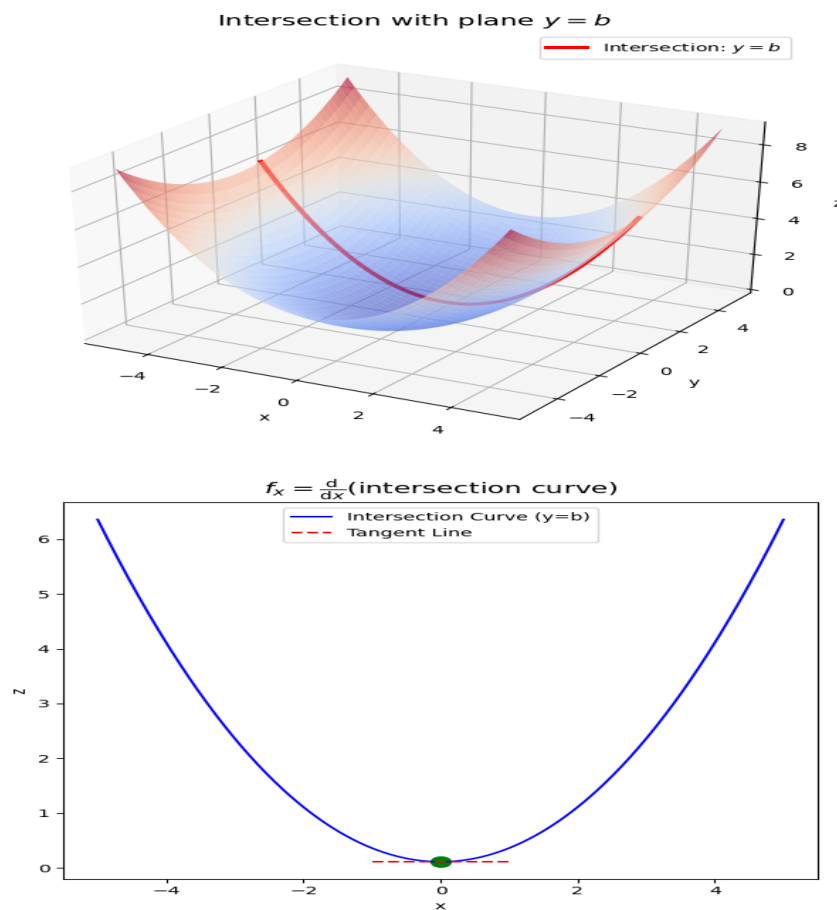 Intersection with plane y = b
Intersection: y = b
8
6
4
2
0
z
4
2
0
−2
−4
y
−4
−2
0
2
4
x
f_x = d/dx(intersection curve)
Intersection Curve (y=b)
Tangent Line
6
5
4
3
2
1
0
z
−4
−2
0
2
4
x